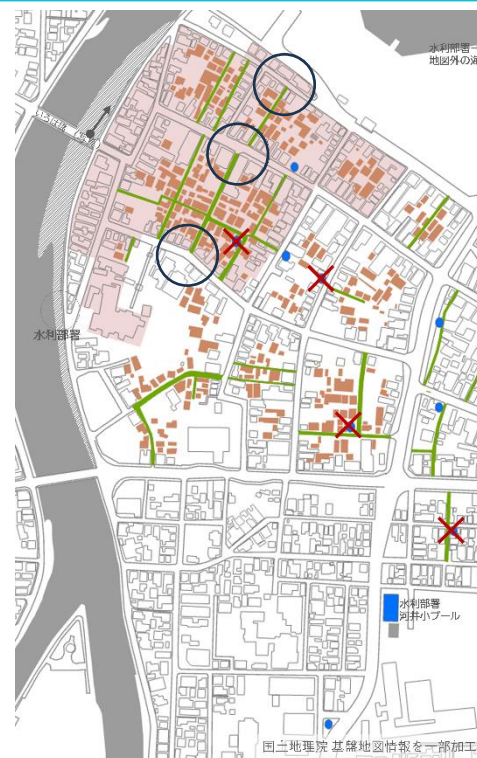 水利部署
地図外の
いろは橋
水利部署
水利部署
河井小プール
国土地理院 基盤地図情報を一部加工